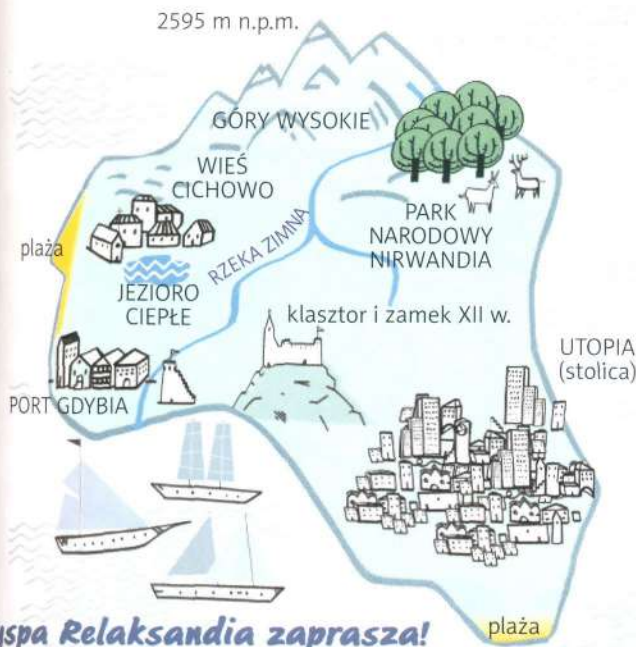 2595 m n.p.m.
GÓRY WYSOKIE
WIEŚ
CICHOWO
plaża
RZEKA ZIMNA
PARK
NARODOWY
NIRWANDIA
JEZIORO
CIEPŁE
klasztor i zamek XII w.
UTOPIA
(stolica)
PORT GDYBIA
Relaksandia zaprasza!
plaża